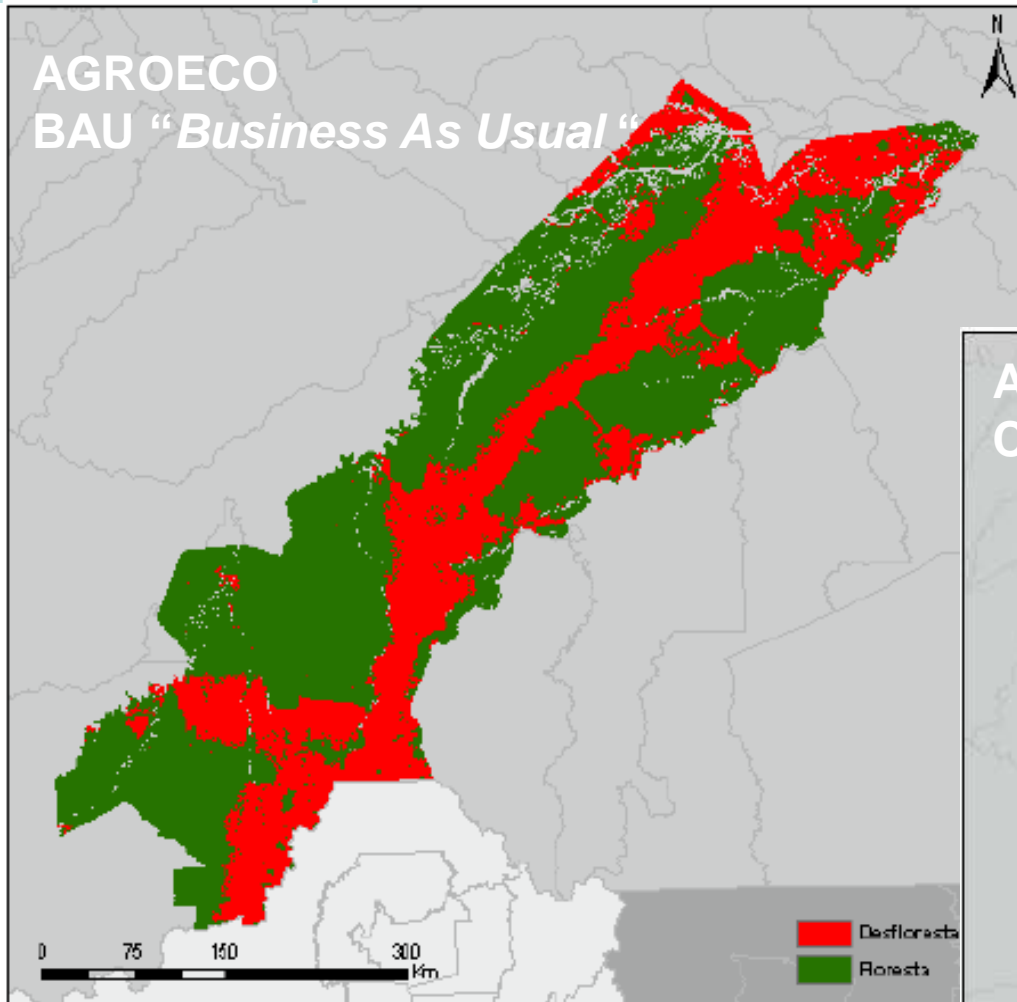 AGROECO
BAU “ Business As Usual “
N
A
C
0 75 150 300
Km
Desfloresta
Floresta